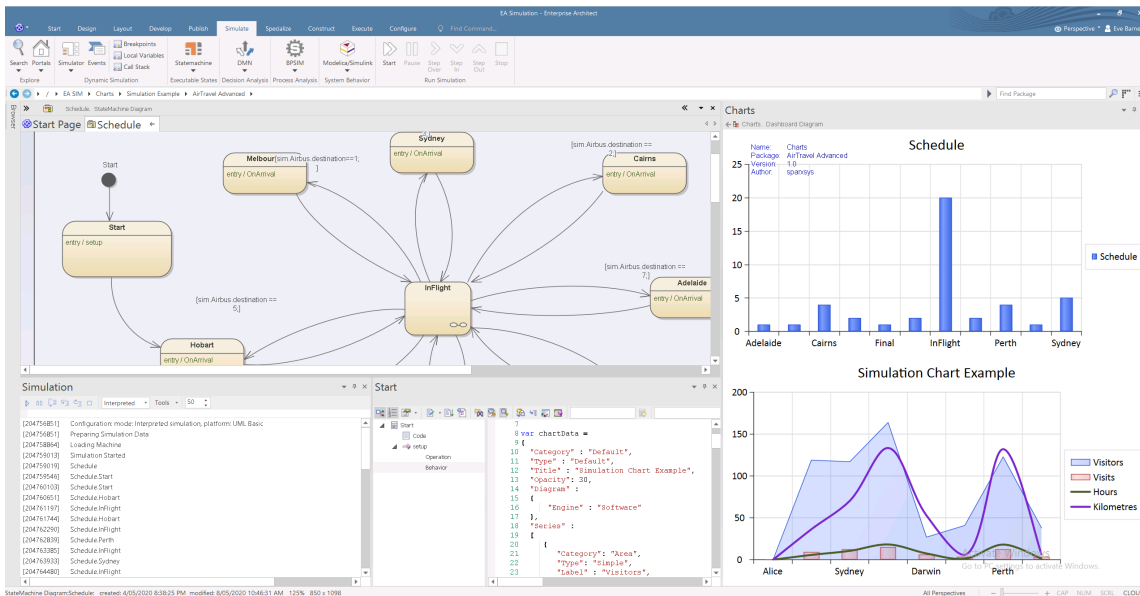 EA Simulation - Enterprise Architect
Start Design Layout Develop Publish Simulate Specialize Construct Execute Configure Find Command...
Perspective Eve Barne
Search Portals Simulator Events Breakpoints Local Variables Call Stack Statemachine DMN BPSIM Modelica/Simulink Start Pause Step Over Step In Step Out Stop
Explore Dynamic Simulation Executable States Decision Analysis Process Analysis System Behavior Run Simulation
/ EA SIM Charts Simulation Example AirTravel Advanced
Find Package
Browser
Schedule. StateMachine Diagram
Start Page Schedule
Start
Start
entry / setup
Melbour[sim.Airbus.destination==1;
]
entry / OnArrival
Sydney
entry / OnArrival
[sim.Airbus.destination ==
2;]
Cairns
entry / OnArrival
[sim.Airbus.destination ==
7;]
Adelaide
entry / OnArrival
InFlight
[sim.Airbus.destination ==
5;]
Hobart
entry / OnArrival
Charts
Charts. Dashboard Diagram
Name: Charts
Package: AirTravel Advanced
Version: 1.0
Author: sparxsys
Schedule
25
20
15
10
5
0
Adelaide Cairns Final InFlight Perth Sydney
Schedule
Simulation Chart Example
200
150
100
50
0
Alice Sydney Darwin Perth
Visitors
Visits
Hours
Kilometres
Go to PC settings to activate Windows.
Simulation
Interpreted Tools 50
[204756851] Configuration: mode: Interpreted simulation, platform: UML Basic
[204756851] Preparing Simulation Data
[204758864] Loading Machine
[204759013] Simulation Started
[204759019] Schedule
[204759546] Schedule.Start
[204760103] Schedule.Start
[204760651] Schedule.Hobart
[204761197] Schedule.InFlight
[204761744] Schedule.Hobart
[204762290] Schedule.InFlight
[204762839] Schedule.Perth
[204763385] Schedule.InFlight
[204763933] Schedule.Sydney
[204764480] Schedule.InFlight
Start
Start
Code
setup
Operation
Behavior
7
8 var chartData =
9 {
10 "Category" : "Default",
11 "Type" : "Default",
12 "Title" : "Simulation Chart Example",
13 "Opacity": 30,
14 "Diagram" :
15 {
16 "Engine" : "Software"
17 },
18 "Series" :
19 [
20 {
21 "Category": "Area",
22 "Type": "Simple",
23 "Label" : "Visitors",
StateMachine Diagram:Schedule: created: 4/05/2020 8:38:25 PM modified: 8/05/2020 10:46:31 AM 125% 850 x 1098
All Perspectives CAP NUM SCRL CLOU